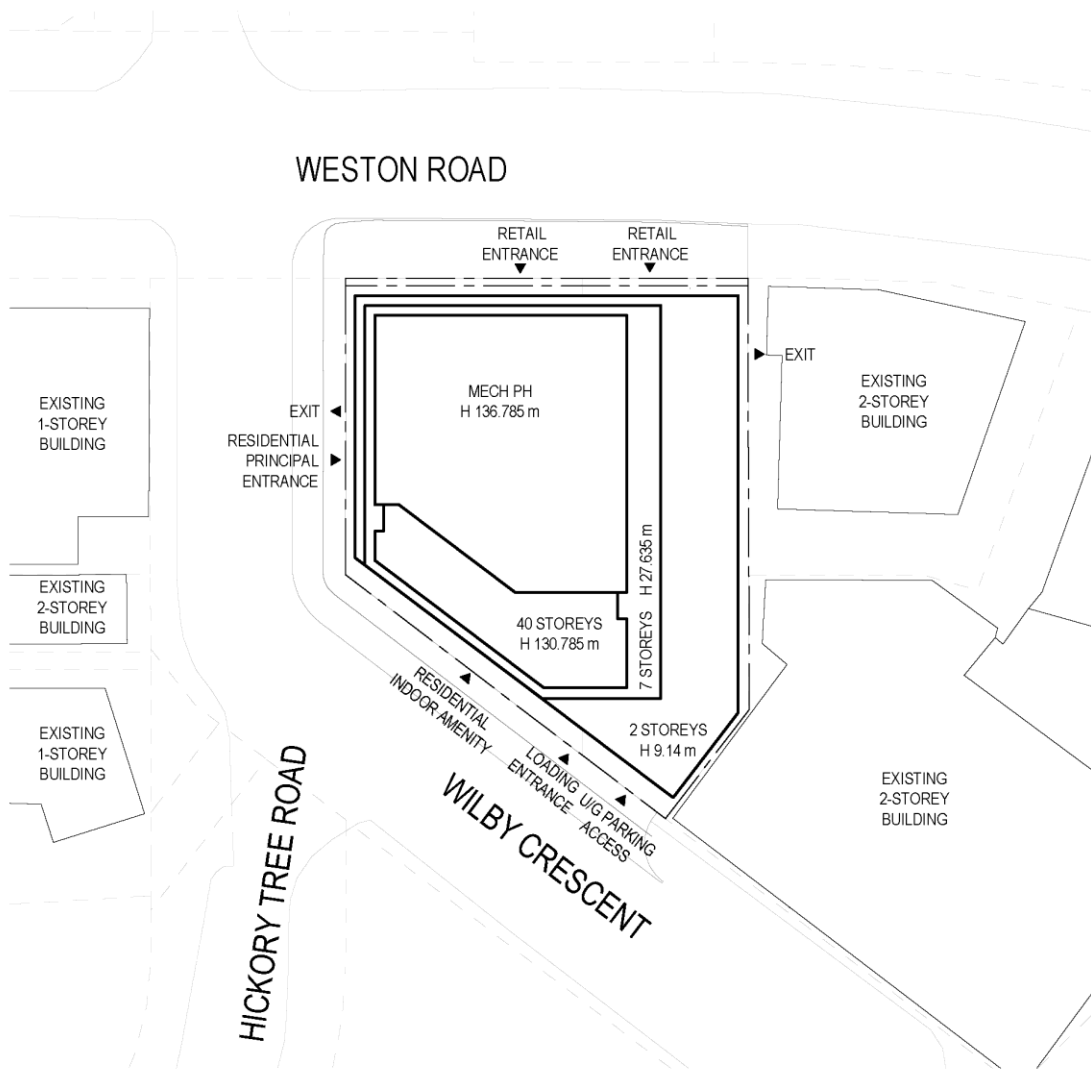 WESTON ROAD
RETAIL
ENTRANCE
RETAIL
ENTRANCE
EXISTING
1-STOREY
BUILDING
EXIT
RESIDENTIAL
PRINCIPAL
ENTRANCE
MECH PH
H 136.785 m
EXIT
EXISTING
2-STOREY
BUILDING
EXISTING
2-STOREY
BUILDING
40 STOREYS
H 130.785 m
7 STOREYS
H 27.635 m
RESIDENTIAL
INDOOR AMENITY
2 STOREYS
H 9.14 m
EXISTING
1-STOREY
BUILDING
LOADING
ENTRANCE
U/G PARKING
ACCESS
EXISTING
2-STOREY
BUILDING
HICKORY TREE ROAD
WILBY CRESCENT